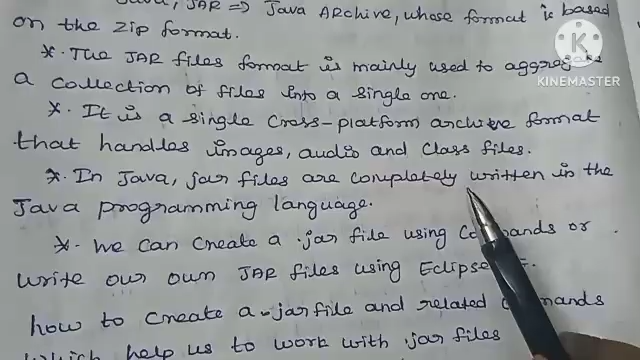 Java, JAR => Java ARchive, whose format is based
on the zip format.
*. The JAR files format is mainly used to aggregate
a collection of files into a single one.
*. It is a single cross-platform archive format
that handles images, audio and class files.
*. In Java, jar files are completely written in the
Java programming language.
*. We can create a .jar file using or
write our own JAR files using
how to create a .jar file and related
which help us to work with .jar files
KINEMASTER